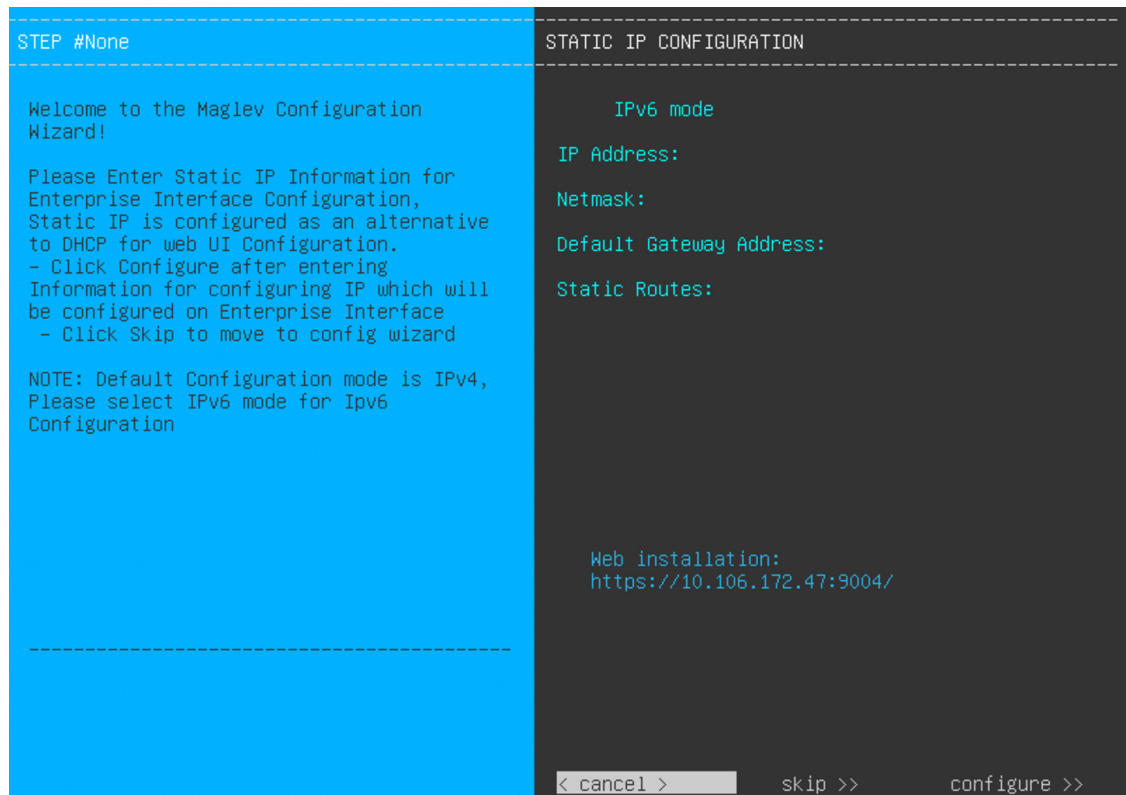 STEP #None
Welcome to the Maglev Configuration
Wizard!
Please Enter Static IP Information for
Enterprise Interface Configuration,
Static IP is configured as an alternative
to DHCP for web UI Configuration.
- Click Configure after entering
Information for configuring IP which will
be configured on Enterprise Interface
- Click Skip to move to config wizard
NOTE: Default Configuration mode is IPv4,
Please select IPv6 mode for Ipv6
Configuration
STATIC IP CONFIGURATION
IPv6 mode
IP Address:
Netmask:
Default Gateway Address:
Static Routes:
Web installation:
https://10.106.172.47:9004/
< cancel > skip >> configure >>